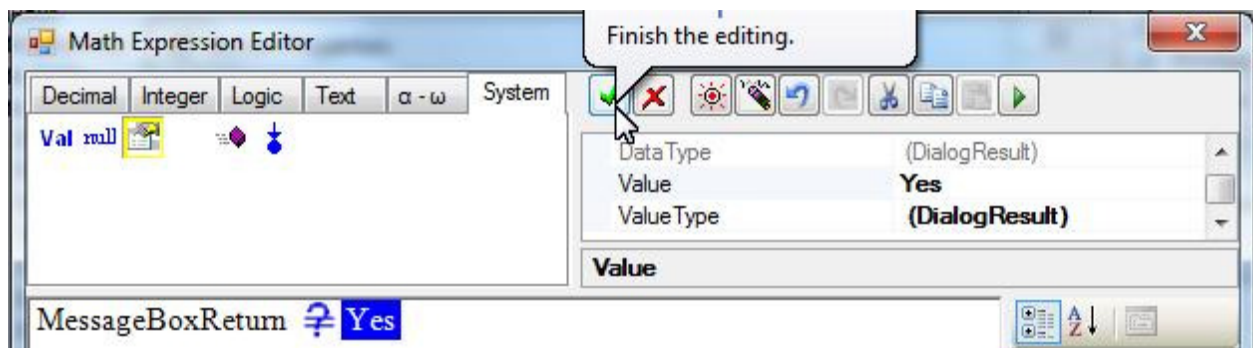 Math Expression Editor
Finish the editing.
Decimal Integer Logic Text α - ω System
Val null
DataType (DialogResult)
Value Yes
ValueType (DialogResult)
Value
MessageBoxReturn =? Yes